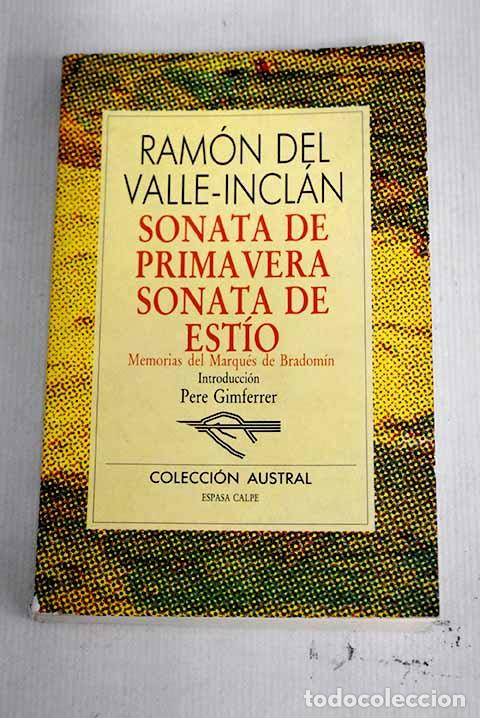 RAMÓN DEL
VALLE-INCLÁN
SONATA DE
PRIMAVERA
SONATA DE
ESTÍO
Memorias del Marqués de Bradomín
Introducción
Pere Gimferrer
COLECCIÓN AUSTRAL
ESPASA CALPE
todocoleccion